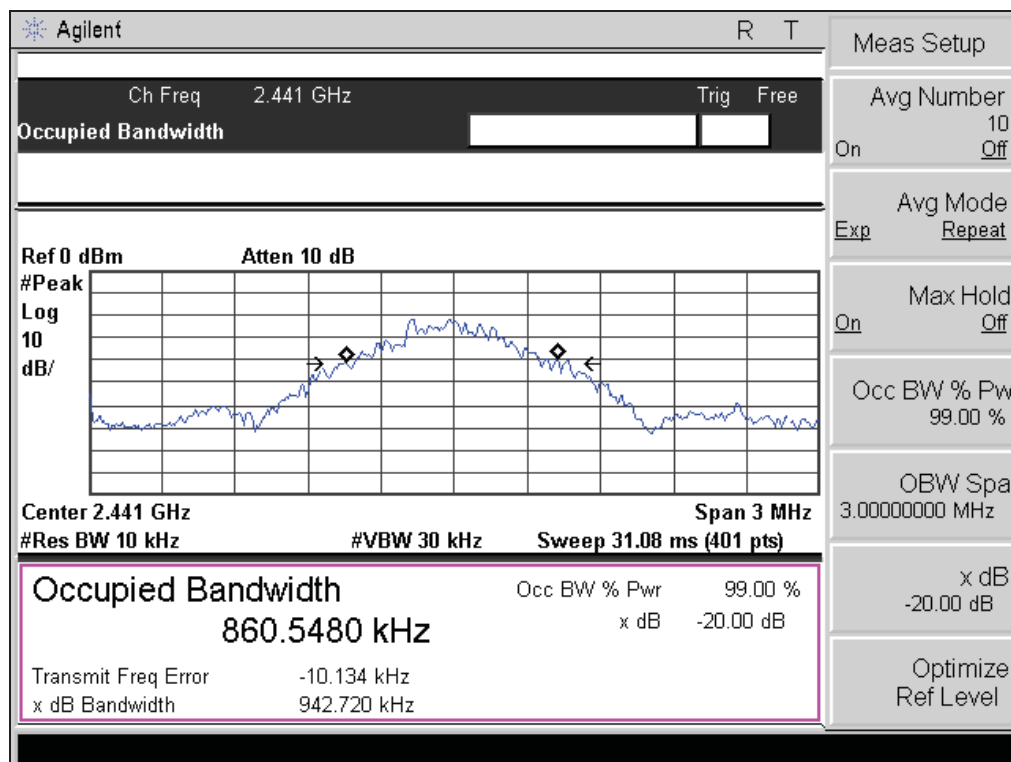 Agilent R T
Ch Freq 2.441 GHz Trig Free
Occupied Bandwidth
Ref 0 dBm Atten 10 dB
#Peak
Log
10
dB/
Center 2.441 GHz Span 3 MHz
#Res BW 10 kHz #VBW 30 kHz Sweep 31.08 ms (401 pts)
Occupied Bandwidth
860.5480 kHz
Occ BW % Pwr 99.00 %
x dB -20.00 dB
Transmit Freq Error -10.134 kHz
x dB Bandwidth 942.720 kHz
Meas Setup
Avg Number
10
On Off
Avg Mode
Exp Repeat
Max Hold
On Off
Occ BW % Pw
99.00 %
OBW Spa
3.00000000 MHz
x dB
-20.00 dB
Optimize
Ref Level